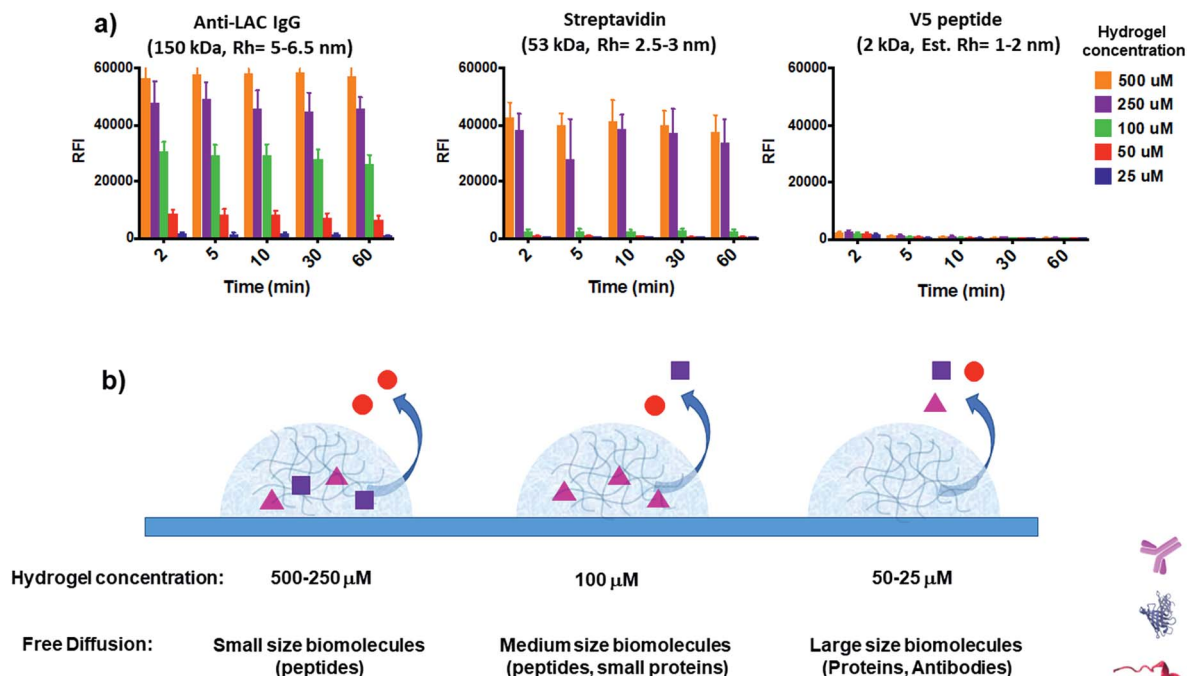 a)
Anti-LAC IgG
(150 kDa, Rh= 5-6.5 nm)
60000
40000
20000
0
RFI
2
5
10
30
60
Time (min)
Streptavidin
(53 kDa, Rh= 2.5-3 nm)
60000
40000
20000
0
RFI
2
5
10
30
60
Time (min)
V5 peptide
(2 kDa, Est. Rh= 1-2 nm)
60000
40000
20000
0
RFI
2
5
10
30
60
Time (min)
Hydrogel
concentration
500 uM
250 uM
100 uM
50 uM
25 uM
b)
Hydrogel concentration: 500-250 μM 100 μM 50-25 μM
Free Diffusion: Small size biomolecules Medium size biomolecules Large size biomolecules
(peptides) (peptides, small proteins) (Proteins, Antibodies)